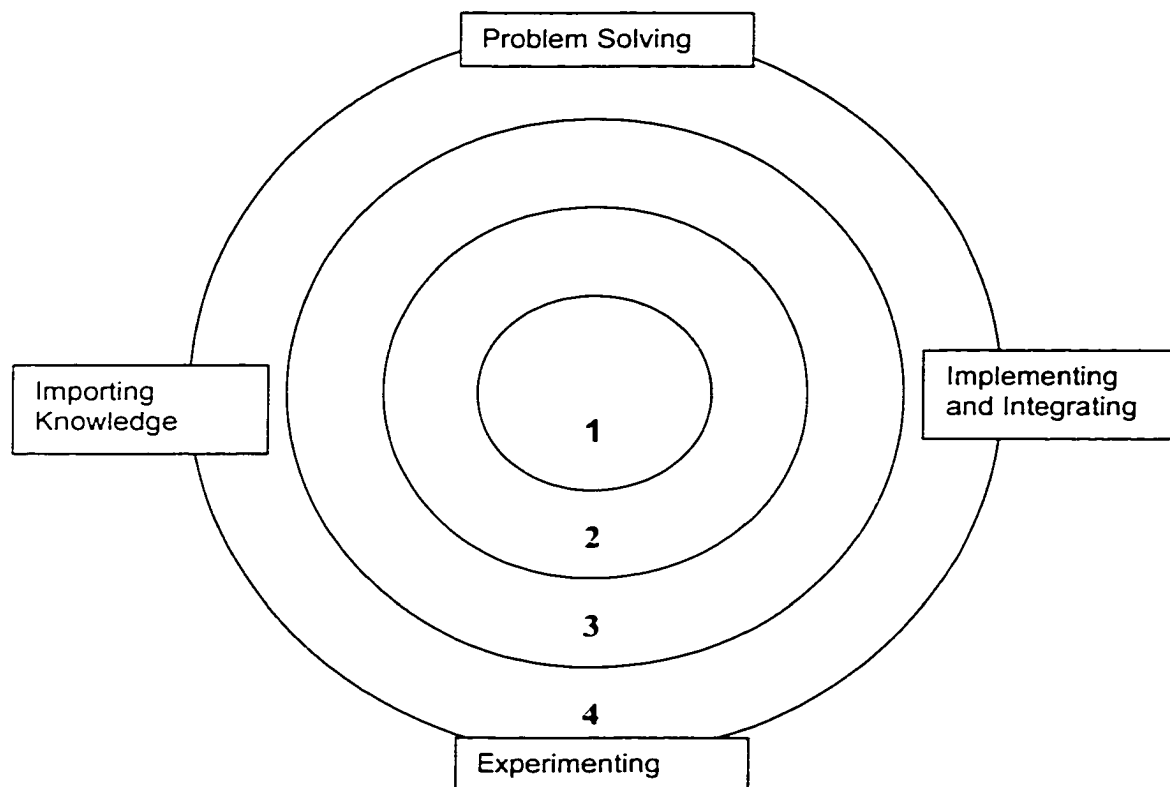 Problem Solving
Importing
Knowledge
Implementing
and Integrating
1
2
3
4
Experimenting